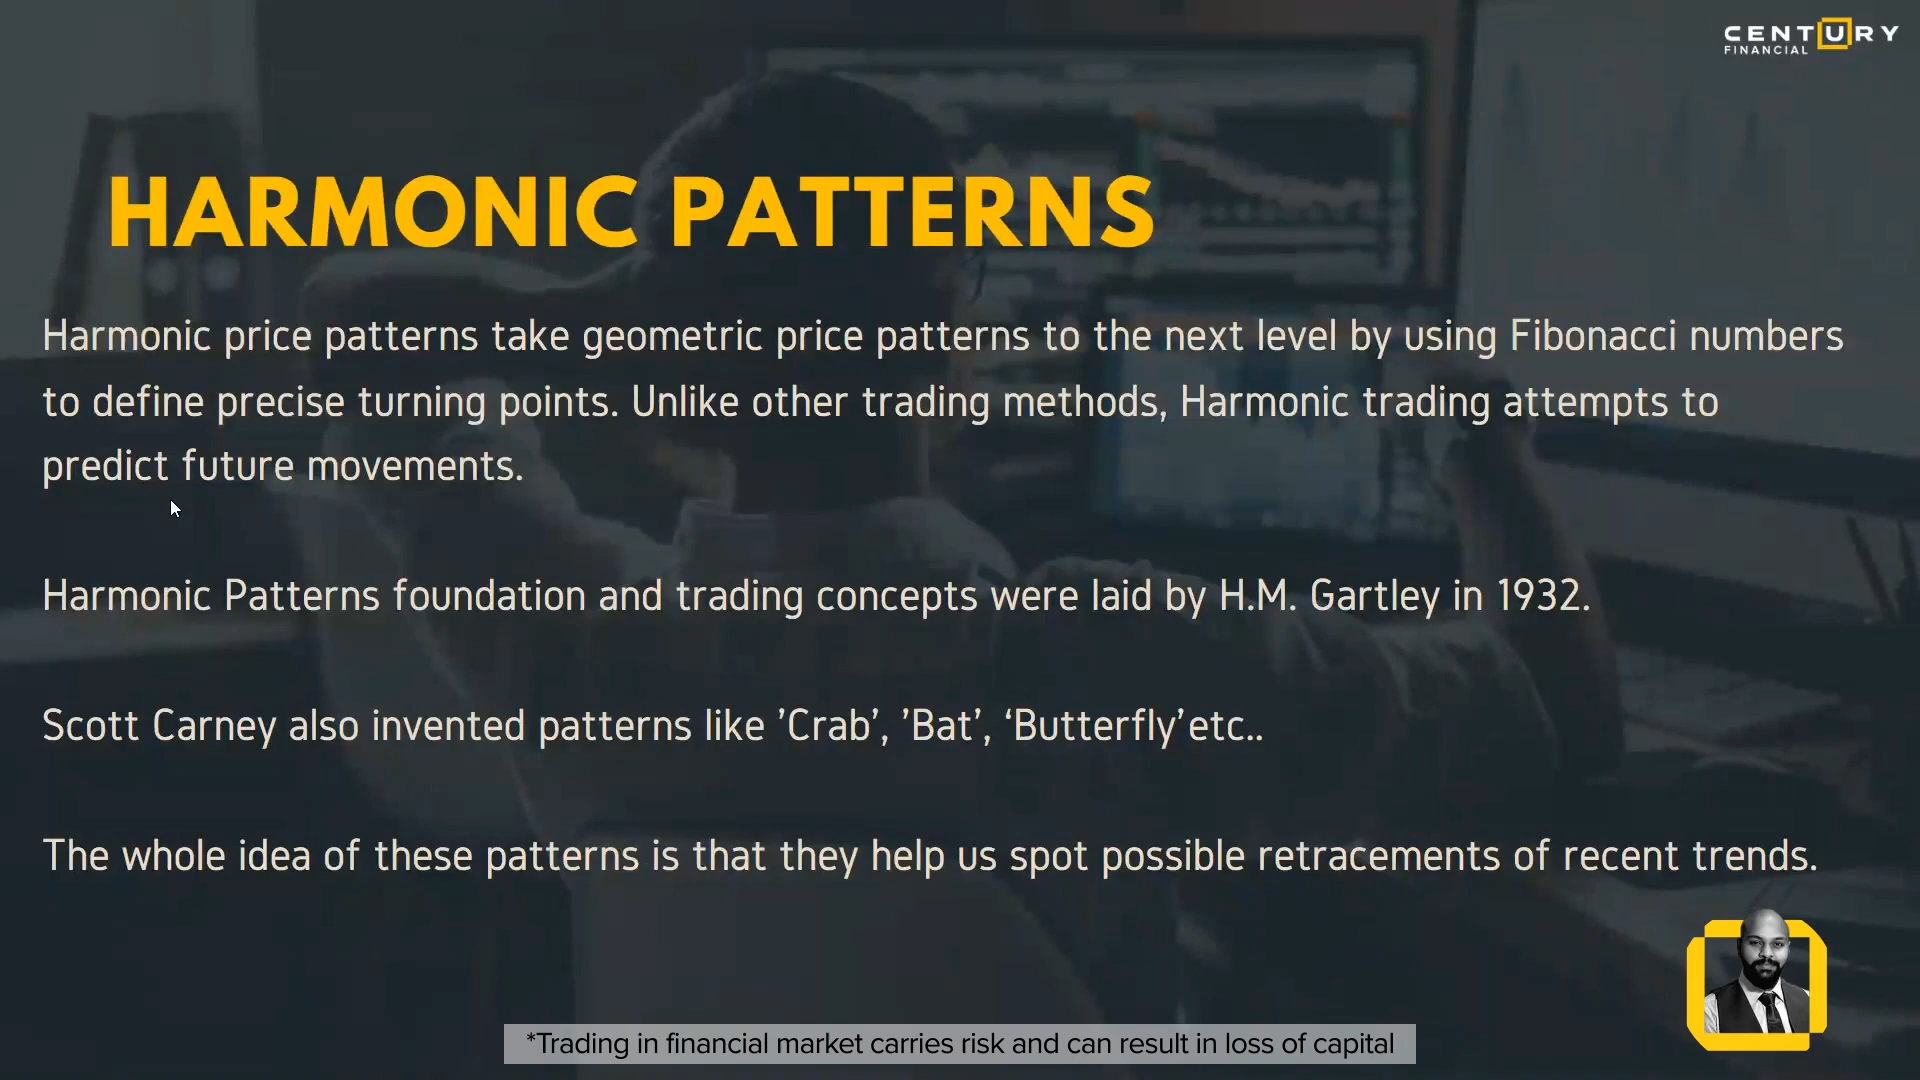 CENTURY
FINANCIAL
HARMONIC PATTERNS
Harmonic price patterns take geometric price patterns to the next level by using Fibonacci numbers
to define precise turning points. Unlike other trading methods, Harmonic trading attempts to
predict future movements.
Harmonic Patterns foundation and trading concepts were laid by H.M. Gartley in 1932.
Scott Carney also invented patterns like ’Crab’, ’Bat’, ‘Butterfly’etc..
The whole idea of these patterns is that they help us spot possible retracements of recent trends.
*Trading in financial market carries risk and can result in loss of capital